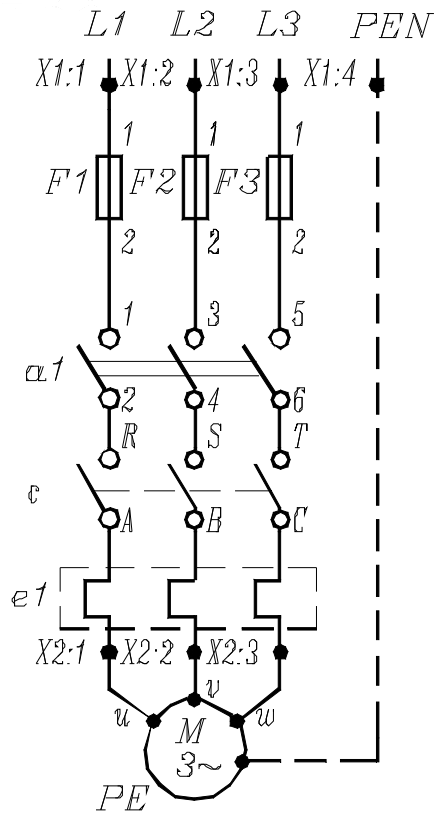 L1 L2 L3 PEN
X1:1 X1:2 X1:3 X1:4
1 1 1
F1 F2 F3
2 2 2
1 3 5
a1
2 4 6
R S T
c
A B C
e1
X2:1 X2:2 X2:3
u v w
M
3~
PE